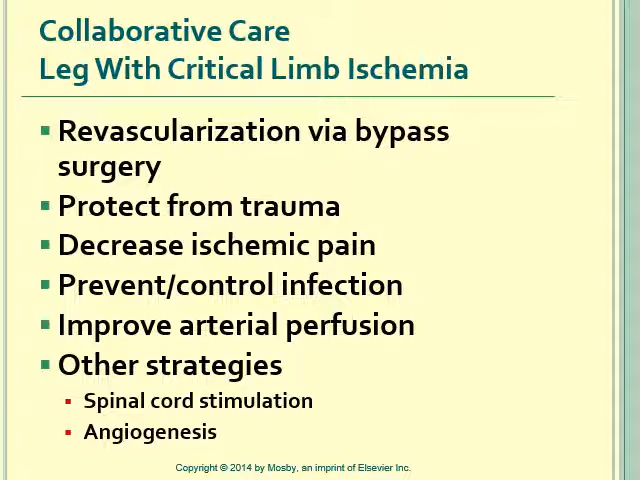 Collaborative Care
Leg With Critical Limb Ischemia
Revascularization via bypass
surgery
Protect from trauma
Decrease ischemic pain
Prevent/control infection
Improve arterial perfusion
Other strategies
Spinal cord stimulation
Angiogenesis
Copyright © 2014 by Mosby, an imprint of Elsevier Inc.